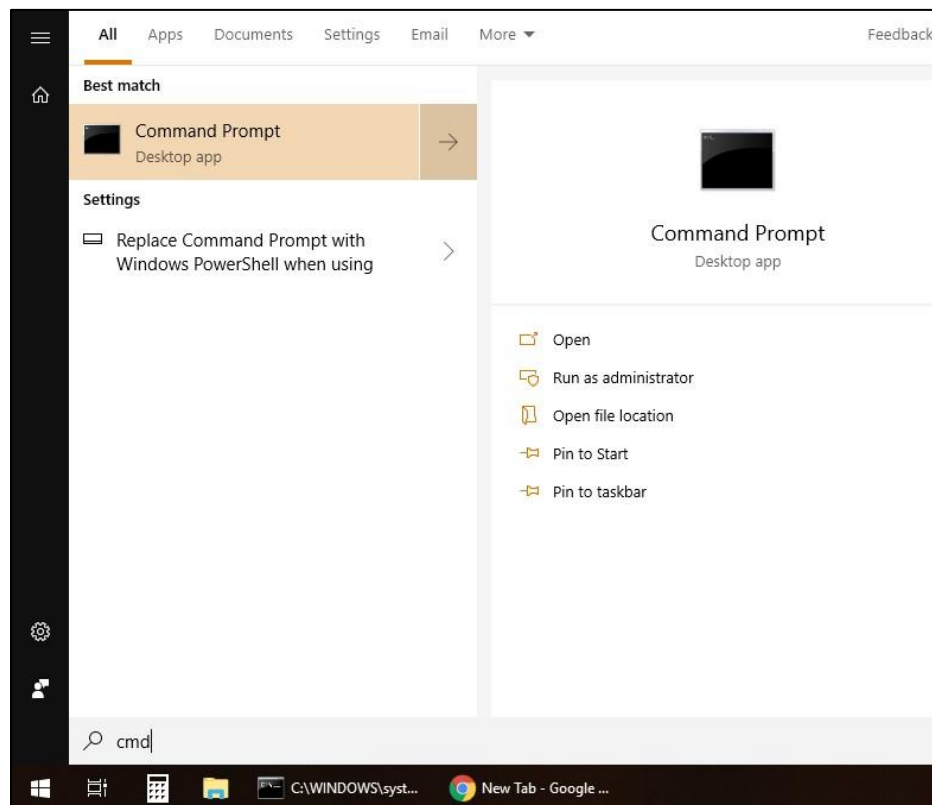 All Apps Documents Settings Email More Feedback
Best match
Command Prompt
Desktop app
Settings
Replace Command Prompt with
Windows PowerShell when using
Command Prompt
Desktop app
Open
Run as administrator
Open file location
Pin to Start
Pin to taskbar
cmd
C:\WINDOWS\syst... New Tab - Google ...